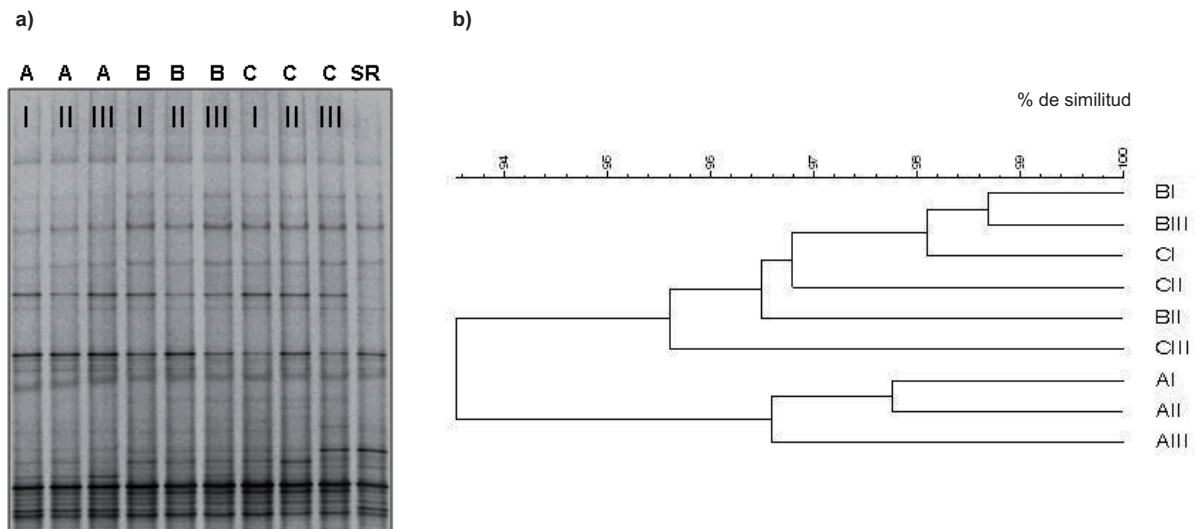 a)
A A A B B B C C C SR
I II III I II III I II III
b)
% de similitud
94 95 96 97 98 99 100
BI
BIII
CI
CII
BII
CIII
AI
AII
AIII